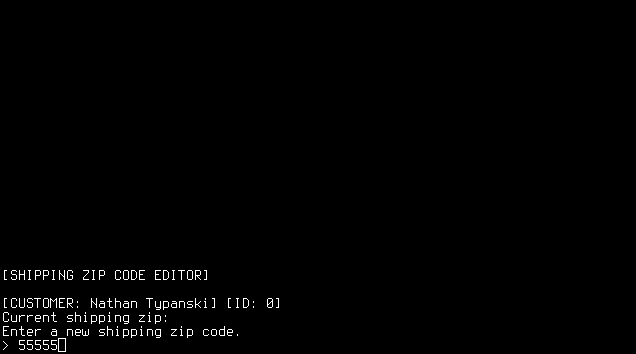 [SHIPPING ZIP CODE EDITOR]
[CUSTOMER: Nathan Typanski] [ID: 0]
Current shipping zip:
Enter a new shipping zip code.
> 55555